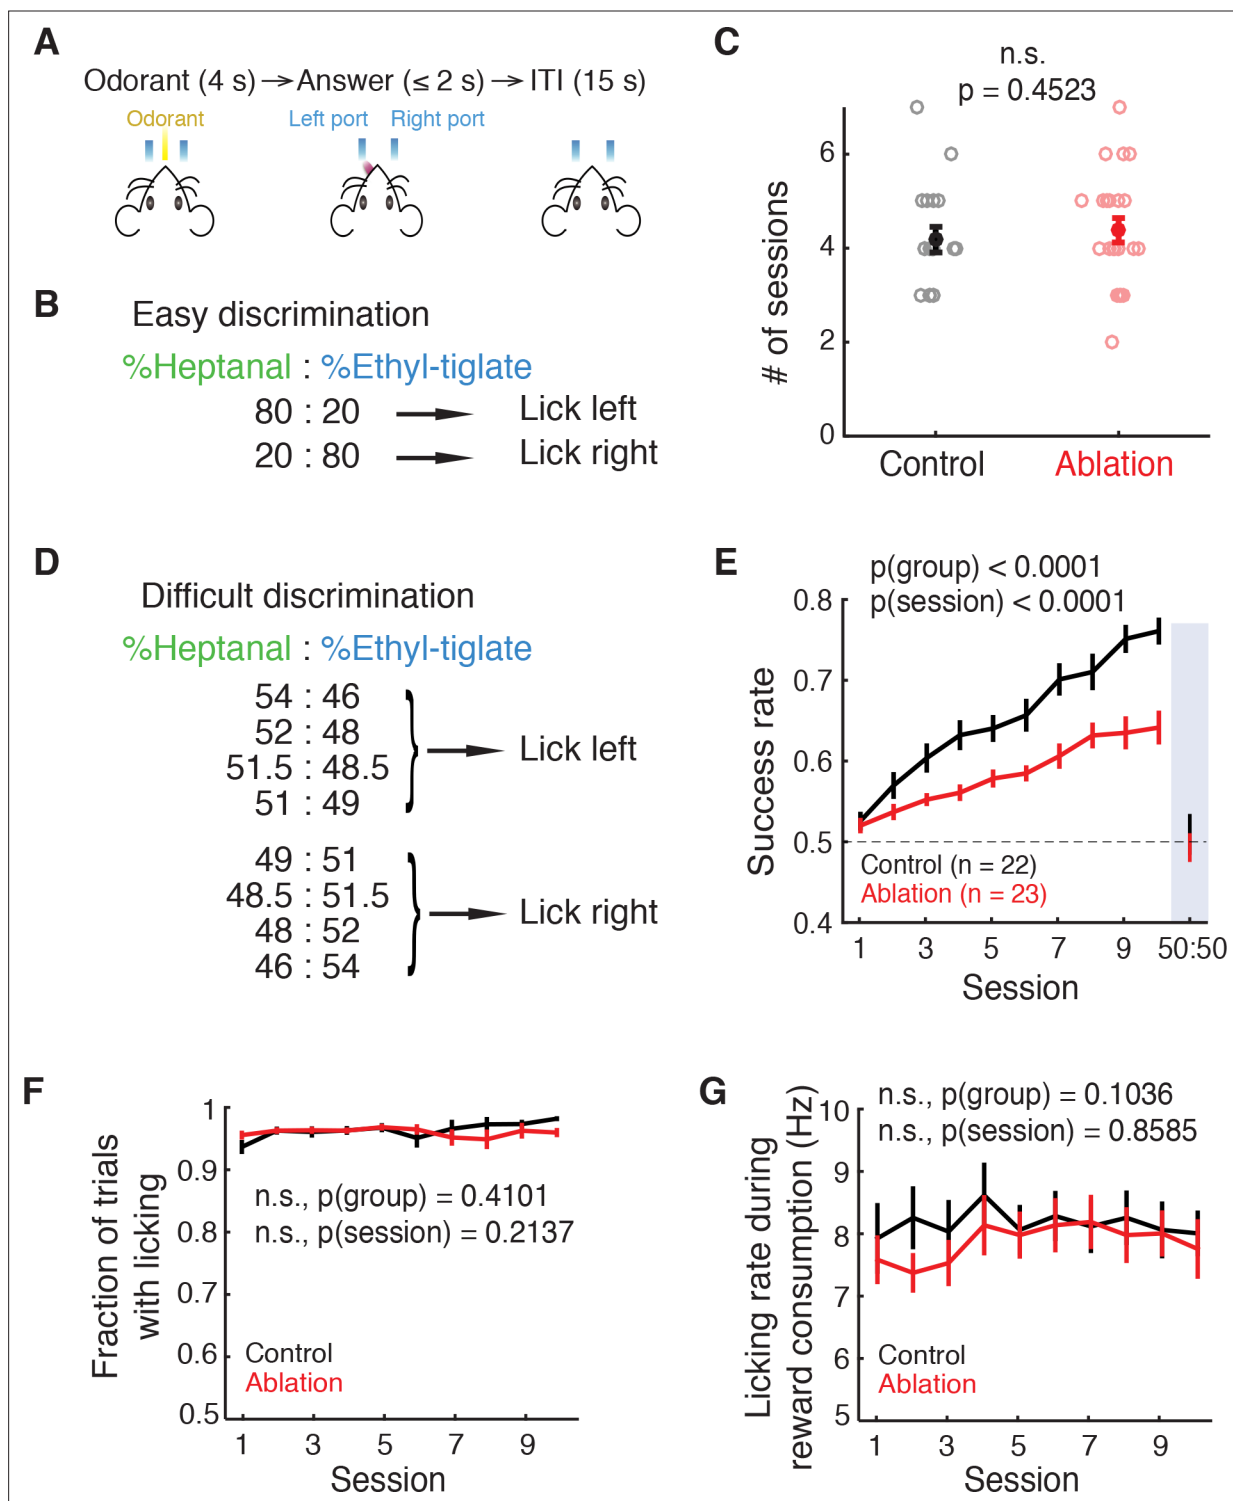 A
Odorant (4 s) → Answer (≤ 2 s) → ITI (15 s)
Odorant
Left port
Right port
B
Easy discrimination
%Heptanal : %Ethyl-tiglate
80 : 20 → Lick left
20 : 80 → Lick right
C
n.s.
p = 0.4523
# of sessions
6
4
2
0
Control
Ablation
D
Difficult discrimination
%Heptanal : %Ethyl-tiglate
54 : 46
52 : 48
51.5 : 48.5
51 : 49
Lick left
49 : 51
48.5 : 51.5
48 : 52
46 : 54
Lick right
E
p(group) < 0.0001
p(session) < 0.0001
Success rate
0.8
0.7
0.6
0.5
0.4
Control (n = 22)
Ablation (n = 23)
1 3 5 7 9 50:50
Session
F
Fraction of trials
with licking
1
0.9
0.8
0.7
0.6
0.5
n.s., p(group) = 0.4101
n.s., p(session) = 0.2137
Control
Ablation
1 3 5 7 9
Session
G
n.s., p(group) = 0.1036
n.s., p(session) = 0.8585
Licking rate during
reward consumption (Hz)
10
9
8
7
6
5
Control
Ablation
1 3 5 7 9
Session